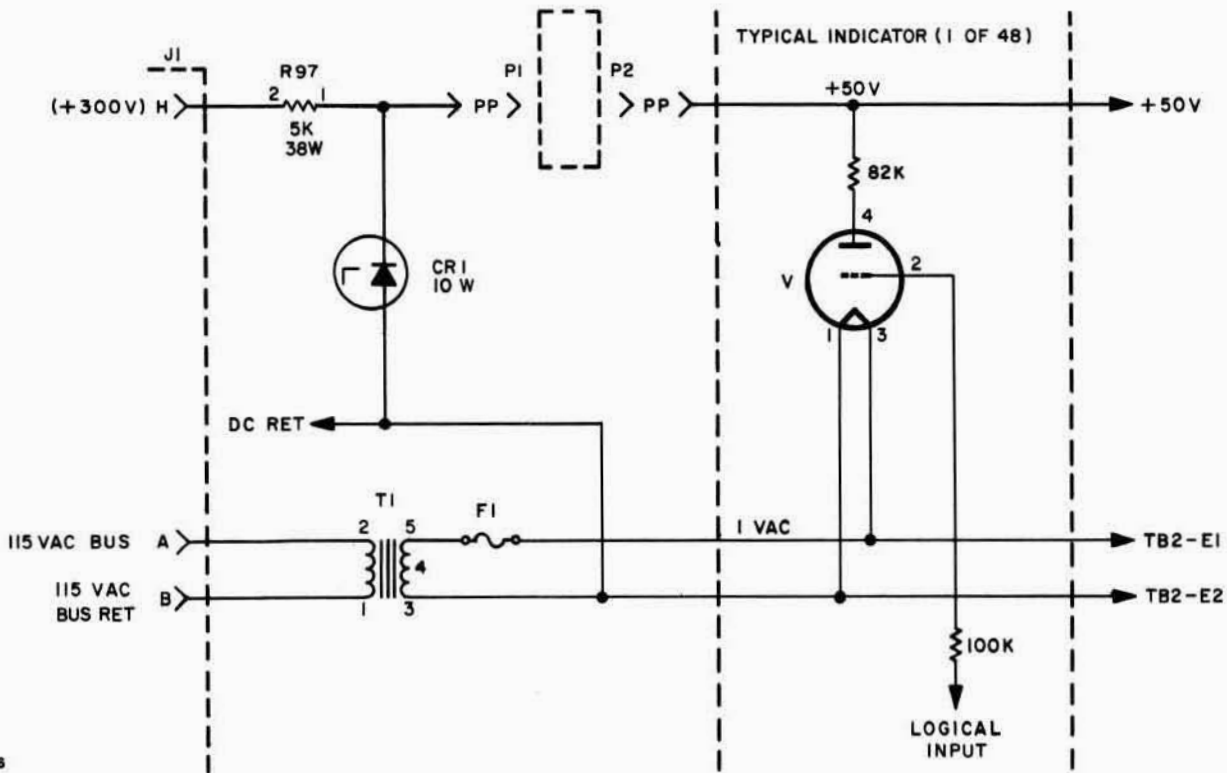 TYPICAL INDICATOR (1 OF 48)
J1
R97
P1
P2
(+300V) H
2
1
PP
PP
+50V
+50V
5K
38W
82K
4
CR1
10 W
V
2
1
3
DC RET
T1
F1
115 VAC BUS A
2
5
1 VAC
TB2-E1
4
115 VAC
BUS RET
B
1
3
TB2-E2
100K
LOGICAL
INPUT
s